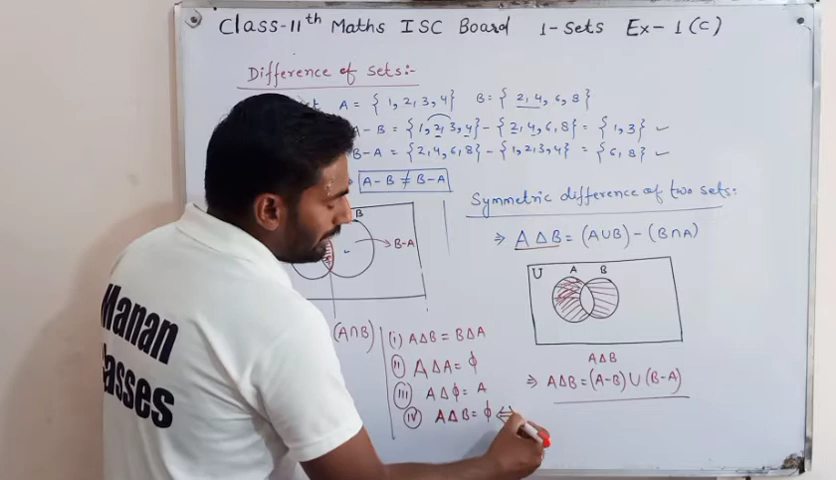 Class-11th Maths ISC Board 1-Sets Ex-1(C)
Difference of sets:-
A = { 1, 2, 3, 4} B = { 2, 4, 6, 8}
A-B = {1, 2, 3, 4} - { 2, 4, 6, 8} = { 1, 3} ✓
B-A = {2, 4, 6, 8} - {1, 2, 3, 4} = { 6, 8} ✓
A-B ≠ B-A
B
B-A
(A∩B)
Symmetric difference of two sets:
⇒ A Δ B = (A∪B) - (B∩A)
U A B
A Δ B
⇒ A Δ B = (A-B) ∪ (B-A)
(i) A Δ B = B Δ A
(ii) A Δ A = ϕ
(iii) A Δ ϕ = A
(iv) A Δ B = ϕ ⇔
Manan